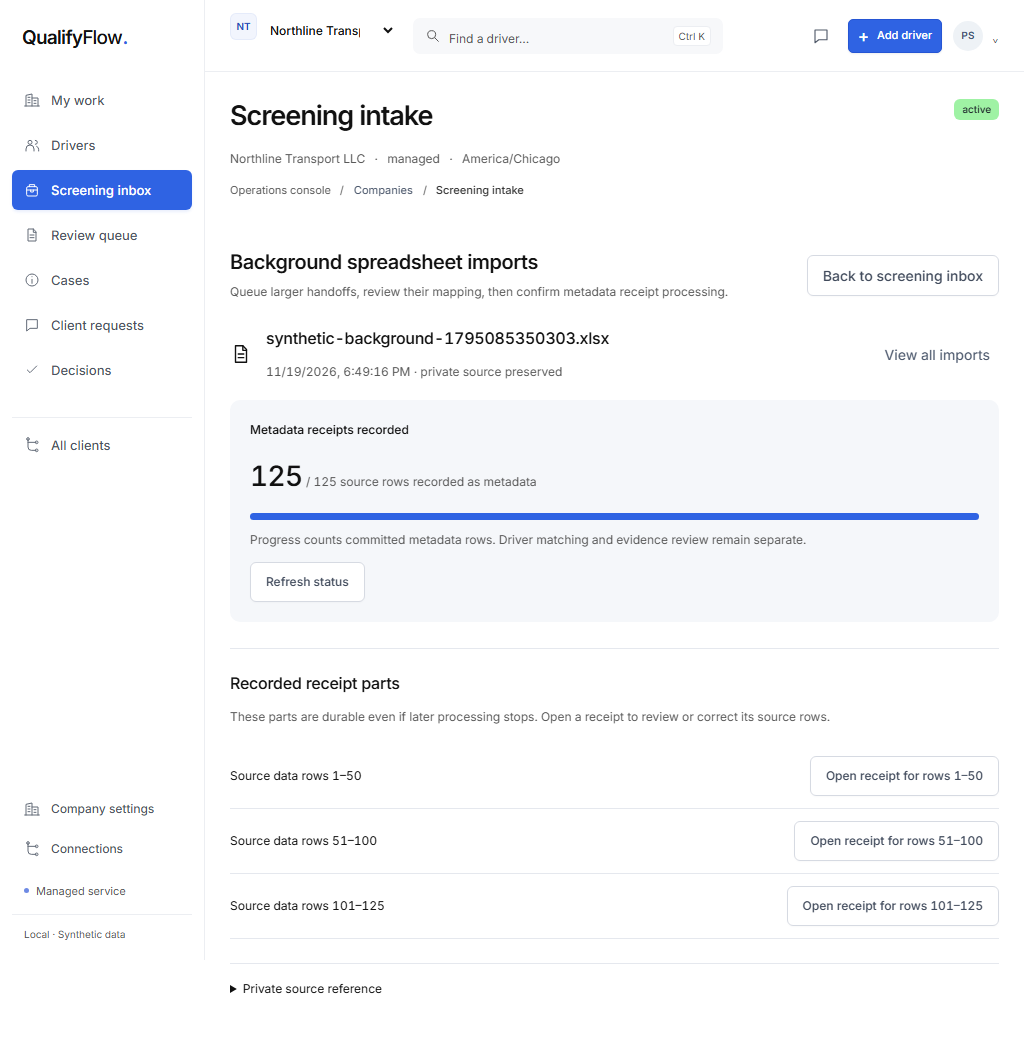 QualifyFlow.
My work
Drivers
Screening inbox
Review queue
Cases
Client requests
Decisions
All clients
Company settings
Connections
Managed service
Local · Synthetic data
NT
Northline Transp
Find a driver...
Ctrl K
+ Add driver
PS
Screening intake
active
Northline Transport LLC · managed · America/Chicago
Operations console / Companies / Screening intake
Background spreadsheet imports
Queue larger handoffs, review their mapping, then confirm metadata receipt processing.
Back to screening inbox
synthetic-background-1795085350303.xlsx
11/19/2026, 6:49:16 PM · private source preserved
View all imports
Metadata receipts recorded
125 / 125 source rows recorded as metadata
Progress counts committed metadata rows. Driver matching and evidence review remain separate.
Refresh status
Recorded receipt parts
These parts are durable even if later processing stops. Open a receipt to review or correct its source rows.
Source data rows 1–50
Open receipt for rows 1–50
Source data rows 51–100
Open receipt for rows 51–100
Source data rows 101–125
Open receipt for rows 101–125
Private source reference